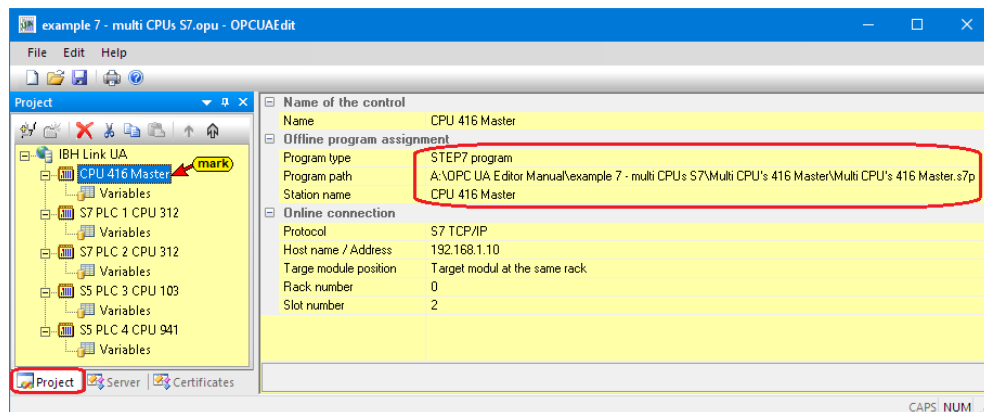 example 7 - multi CPUs S7.opu - OPCUAEdit
File Edit Help
Project
IBH Link UA
CPU 416 Master
mark
Variables
S7 PLC 1 CPU 312
Variables
S7 PLC 2 CPU 312
Variables
S5 PLC 3 CPU 103
Variables
S5 PLC 4 CPU 941
Variables
Project Server Certificates
Name of the control
Name CPU 416 Master
Offline program assignment
Program type STEP7 program
Program path A:\OPC UA Editor Manual\example 7 - multi CPUs S7\Multi CPU's 416 Master\Multi CPU's 416 Master.s7p
Station name CPU 416 Master
Online connection
Protocol S7 TCP/IP
Host name / Address 192.168.1.10
Targe module position Target modul at the same rack
Rack number 0
Slot number 2
CAPS NUM